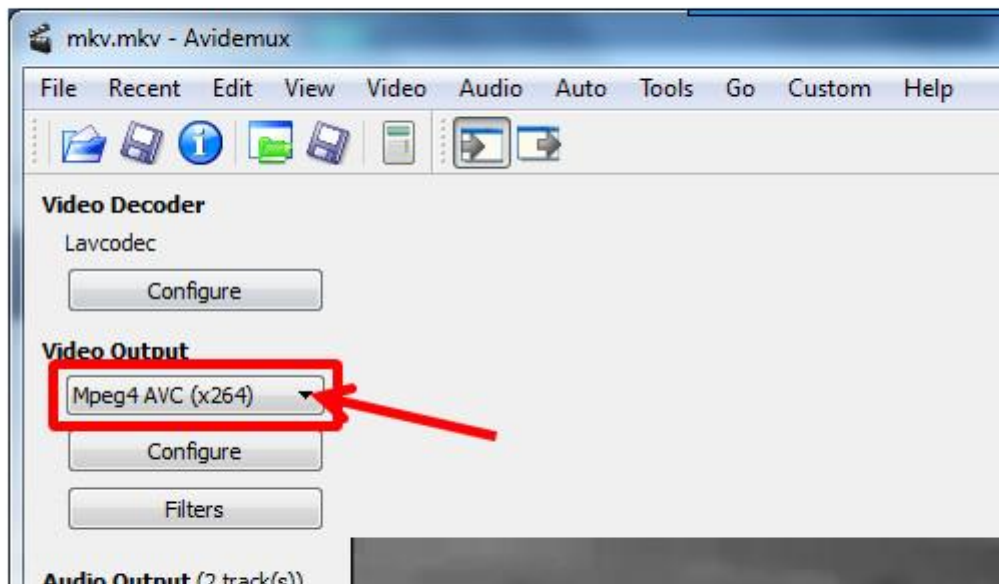 mkv.mkv - Avidemux
File Recent Edit View Video Audio Auto Tools Go Custom Help
Video Decoder
Lavcodec
Configure
Video Output
Mpeg4 AVC (x264)
Configure
Filters
Audio Output (2 track(s))